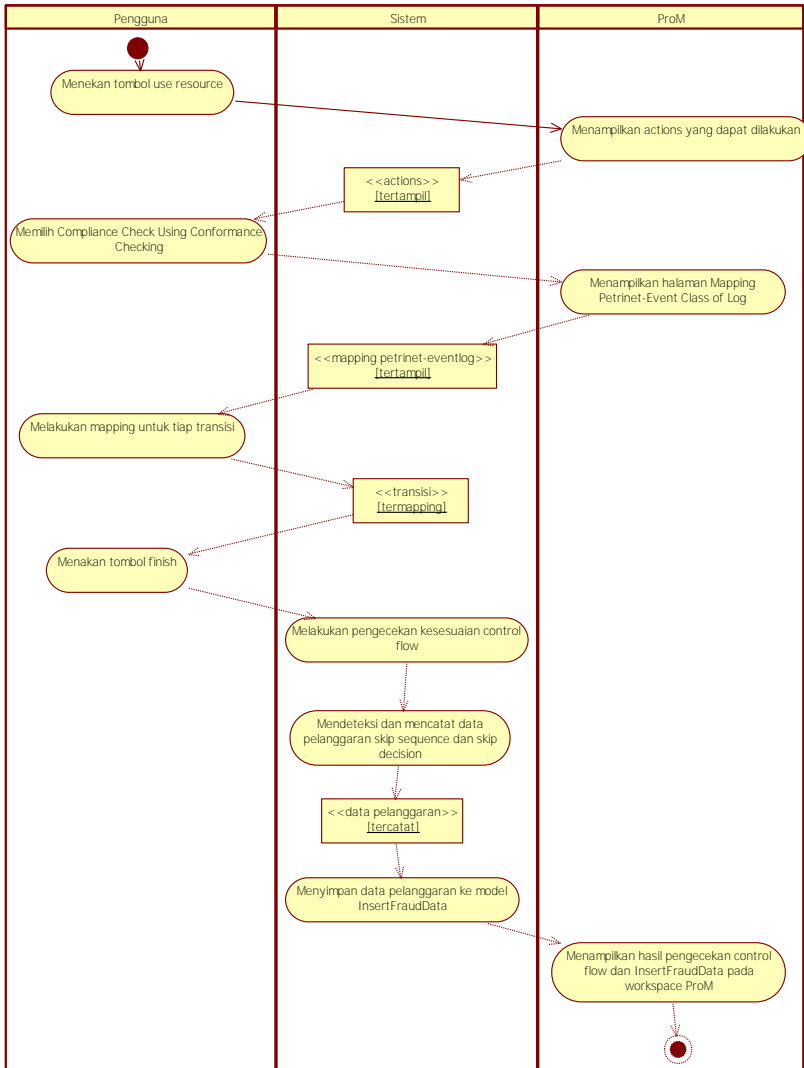 Pengguna
Sistem
ProM
Menekan tombol use resource
Menampilkan actions yang dapat dilakukan
<<actions>>
[tertampil]
Memilih Compliance Check Using Conformance
Checking
Menampilkan halaman Mapping
Petrinet-Event Class of Log
<<mapping petrinet-eventlog>>
[tertampil]
Melakukan mapping untuk tiap transisi
<<transisi>>
[termapping]
Menakan tombol finish
Melakukan pengecekan kesesuaian control
flow
Mendeteksi dan mencatat data
pelanggaran skip sequence dan skip
decision
<<data pelanggaran>>
[tercatat]
Menyimpan data pelanggaran ke model
InsertFraudData
Menampilkan hasil pengecekan control
flow dan InsertFraudData pada
workspace ProM